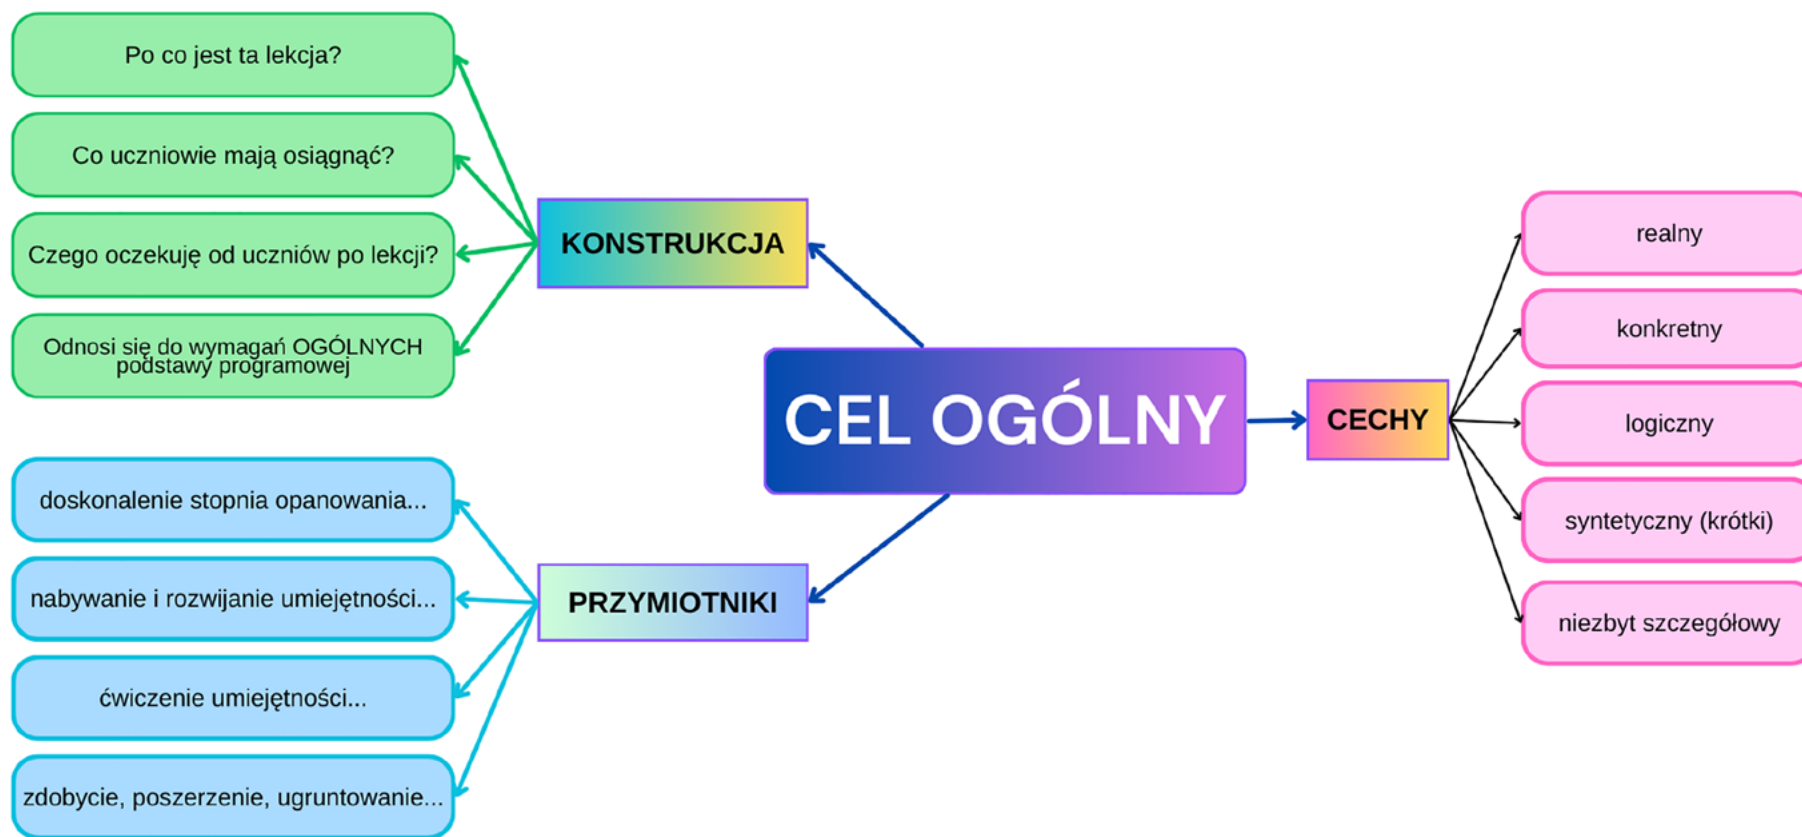 Po co jest ta lekcja?
Co uczniowie mają osiągnąć?
Czego oczekuję od uczniów po lekcji?
Odnosi się do wymagań OGÓLNYCH
podstawy programowej
KONSTRUKCJA
CEL OGÓLNY
CECHY
realny
konkretny
logiczny
syntetyczny (krótki)
niezbyt szczegółowy
PRZYMIOTNIKI
doskonalenie stopnia opanowania...
nabywanie i rozwijanie umiejętności...
ćwiczenie umiejętności...
zdobycie, poszerzenie, ugruntowanie...